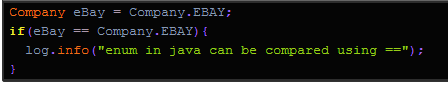 Company eBay = Company.EBAY;
if(eBay == Company.EBAY){
  log.info("enum in java can be compared using ==");
}